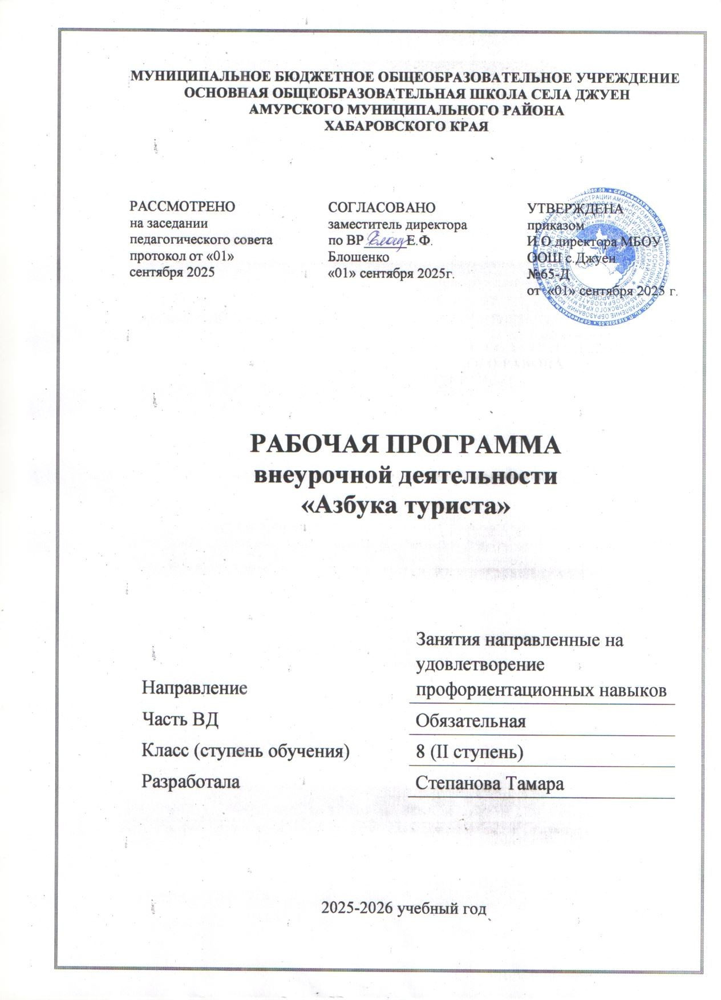 МУНИЦИПАЛЬНОЕ БЮДЖЕТНОЕ ОБЩЕОБРАЗОВАТЕЛЬНОЕ УЧРЕЖДЕНИЕ
ОСНОВНАЯ ОБЩЕОБРАЗОВАТЕЛЬНАЯ ШКОЛА СЕЛА ДЖУЕН
АМУРСКОГО МУНИЦИПАЛЬНОГО РАЙОНА
ХАБАРОВСКОГО КРАЯ
РАССМОТРЕНО
на заседании
педагогического совета
протокол от «01»
сентября 2025
СОГЛАСОВАНО
заместитель директора
по ВР Е.Ф.
Блошенко
«01» сентября 2025г.
УТВЕРЖДЕНА
приказом
И О директора МБОУ
ООШ с.Джуен
№65-Д
от «01» сентября 2025 г.
РАБОЧАЯ ПРОГРАММА
внеурочной деятельности
«Азбука туриста»
Занятия направленные на
удовлетворение
Направление профориентационных навыков
Часть ВД Обязательная
Класс (ступень обучения) 8 (II ступень)
Разработала Степанова Тамара
2025-2026 учебный год